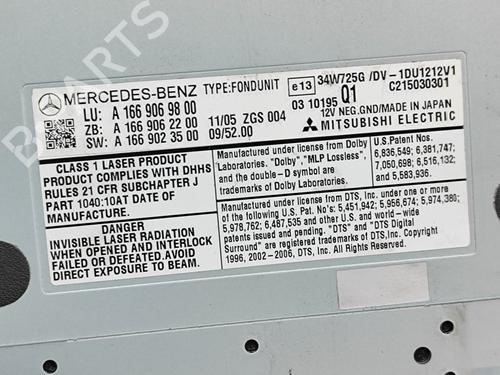 MERCEDES-BENZ TYPE:FONDUNIT e13 34W725G /DV-1DU1212V1
LU: A 166 906 98 00 03 10195 Q1 C215030301
ZB: A 166 906 22 00 11/05 ZGS 004 12V NEG.GND/MADE IN JAPAN
SW: A 166 902 35 00 09/52.00 MITSUBISHI ELECTRIC
CLASS 1 LASER PRODUCT
PRODUCT COMPLIES WITH DHHS
RULES 21 CFR SUBCHAPTER J
PART 1040:10AT DATE OF
MANUFACTURE.
DANGER
INVISIBLE LASER RADIATION
WHEN OPENED AND INTERLOCK
FAILED OR DEFEATED.AVOID
DIRECT EXPOSURE TO BEAM.
Manufactured under license from Dolby
Laboratories. "Dolby", "MLP Lossless",
and the double-D symbol are
trademarks of Dolby Laboratories.
U.S.Patent No's.
6,836,549; 6,381,747;
7,050,698; 6,516,132;
and 5,583,936.
Manufactured under license from DTS, Inc. under one or more of
the following U.S. Pat. No's: 5,451,942; 5,956,674; 5,974,380;
5,978,762; 6,487,535 and other U.S. and world-wide
patents issued and pending. "DTS" and "DTS Digital
Surround" are registered trademarks of DTS, Inc. Copyright
1996, 2002-2006, DTS, Inc. All Rights Reserved.